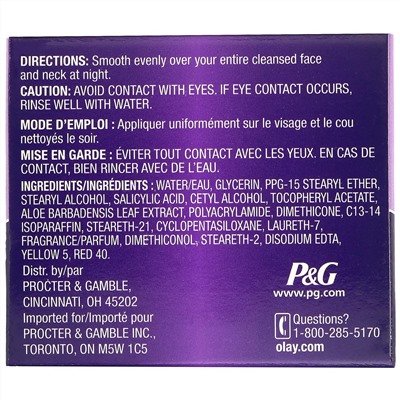 DIRECTIONS: Smooth evenly over your entire cleansed face
and neck at night.
CAUTION: AVOID CONTACT WITH EYES. IF EYE CONTACT OCCURS,
RINSE WELL WITH WATER.
MODE D'EMPLOI : Appliquer uniformément sur le visage et le cou
nettoyés le soir.
MISE EN GARDE : ÉVITER TOUT CONTACT AVEC LES YEUX. EN CAS DE
CONTACT, BIEN RINCER AVEC DE L'EAU.
INGREDIENTS/INGRÉDIENTS : WATER/EAU, GLYCERIN, PPG-15 STEARYL ETHER,
STEARYL ALCOHOL, SALICYLIC ACID, CETYL ALCOHOL, TOCOPHERYL ACETATE,
ALOE BARBADENSIS LEAF EXTRACT, POLYACRYLAMIDE, DIMETHICONE, C13-14
ISOPARAFFIN, STEARETH-21, CYCLOPENTASILOXANE, LAURETH-7,
FRAGRANCE/PARFUM, DIMETHICONOL, STEARETH-2, DISODIUM EDTA,
YELLOW 5, RED 40.
Distr. by/par
PROCTER & GAMBLE,
CINCINNATI, OH 45202
Imported for/Importé pour
PROCTER & GAMBLE INC.,
TORONTO, ON M5W 1C5
P&G
www.pg.com
Questions?
1-800-285-5170
olay.com